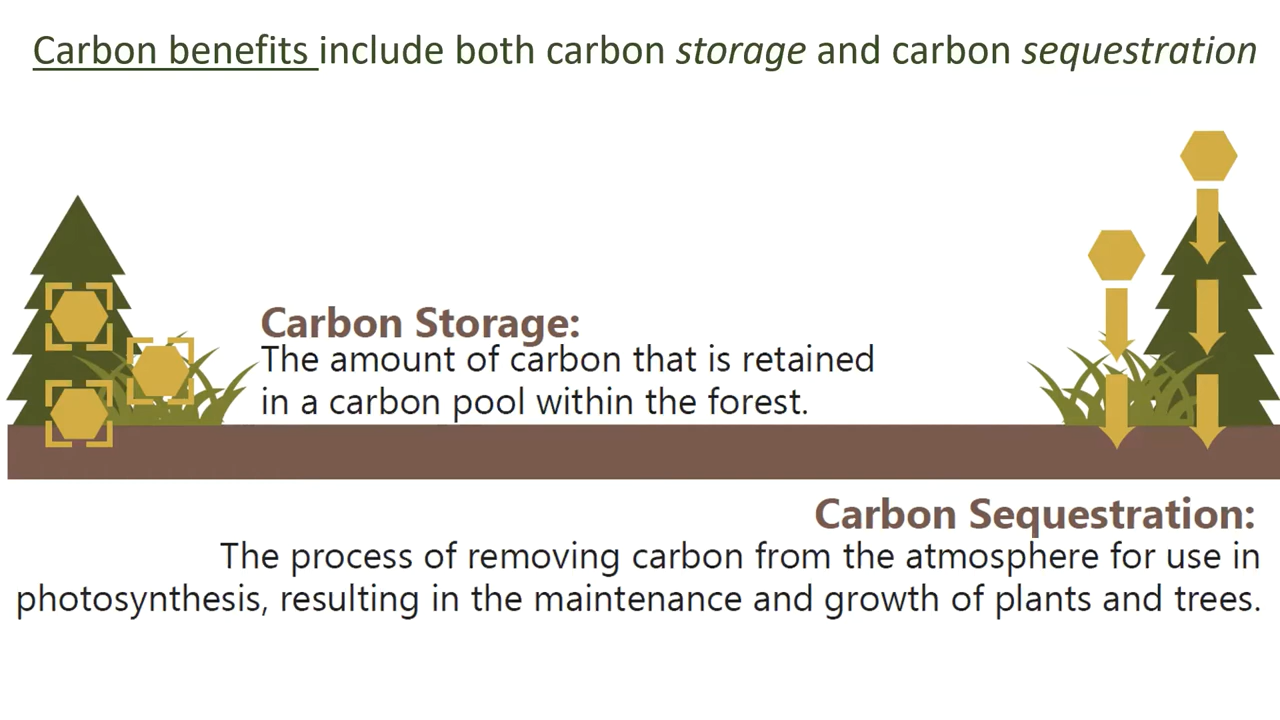 Carbon benefits include both carbon storage and carbon sequestration
Carbon Storage:
The amount of carbon that is retained
in a carbon pool within the forest.
Carbon Sequestration:
The process of removing carbon from the atmosphere for use in
photosynthesis, resulting in the maintenance and growth of plants and trees.